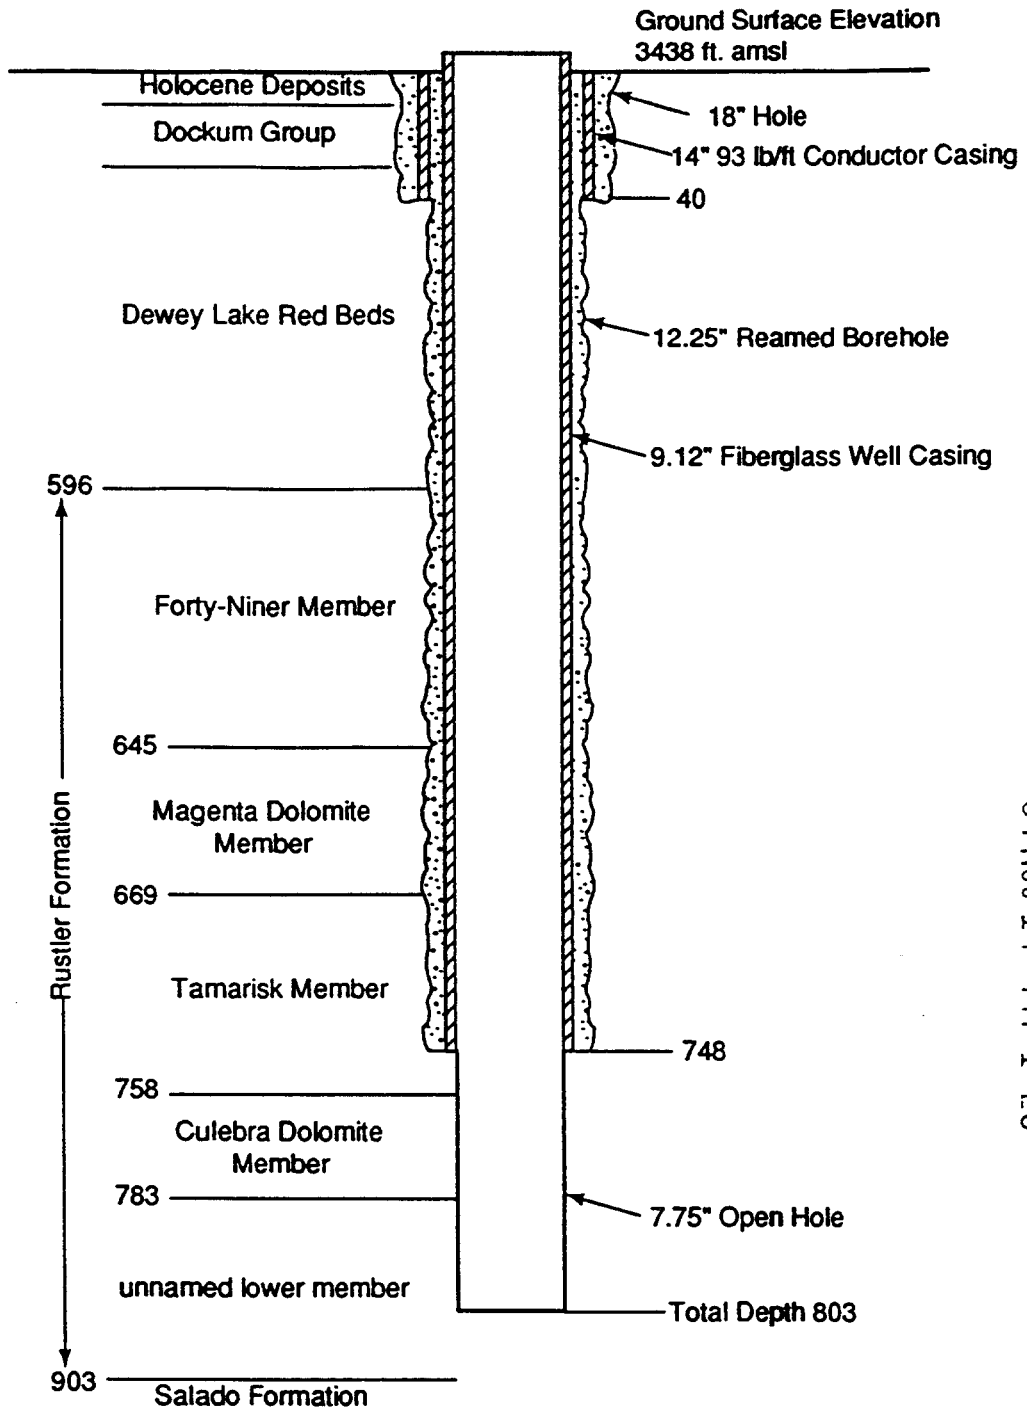 Ground Surface Elevation
3438 ft. amsl
Holocene Deposits
18" Hole
Dockum Group
14" 93 lb/ft Conductor Casing
40
Dewey Lake Red Beds
12.25" Reamed Borehole
9.12" Fiberglass Well Casing
596
Forty-Niner Member
645
Magenta Dolomite
Member
669
Rustler Formation
Tamarisk Member
748
758
Culebra Dolomite
Member
783
7.75" Open Hole
unnamed lower member
Total Depth 803
903
Salado Formation